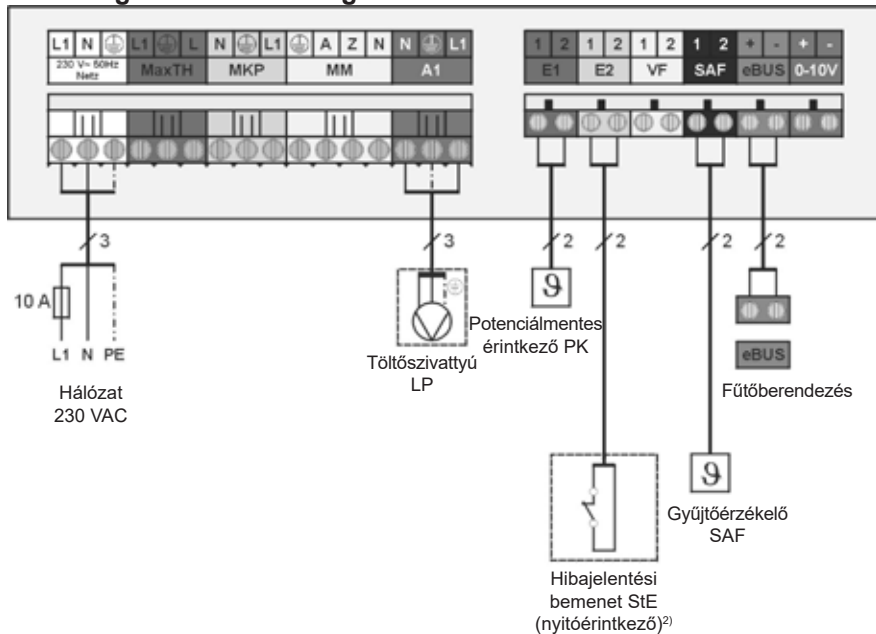 L1 N L1 L N L1 A Z N N L1
230 V~ 50Hz
Netz
MaxTH MKP MM A1
1 2 1 2 1 2 1 2 + - + -
E1 E2 VF SAF eBUS 0-10V
3 3 2 2 2 2
10 A
L1 N PE
Hálózat
230 VAC
Töltőszivattyú
LP
ϑ
Potenciálmentes
érintkező PK
eBUS
Fűtőberendezés
ϑ
Gyűjtőérzékelő
SAF
Hibajelentési
bemenet StE
(nyitóérintkező)2)